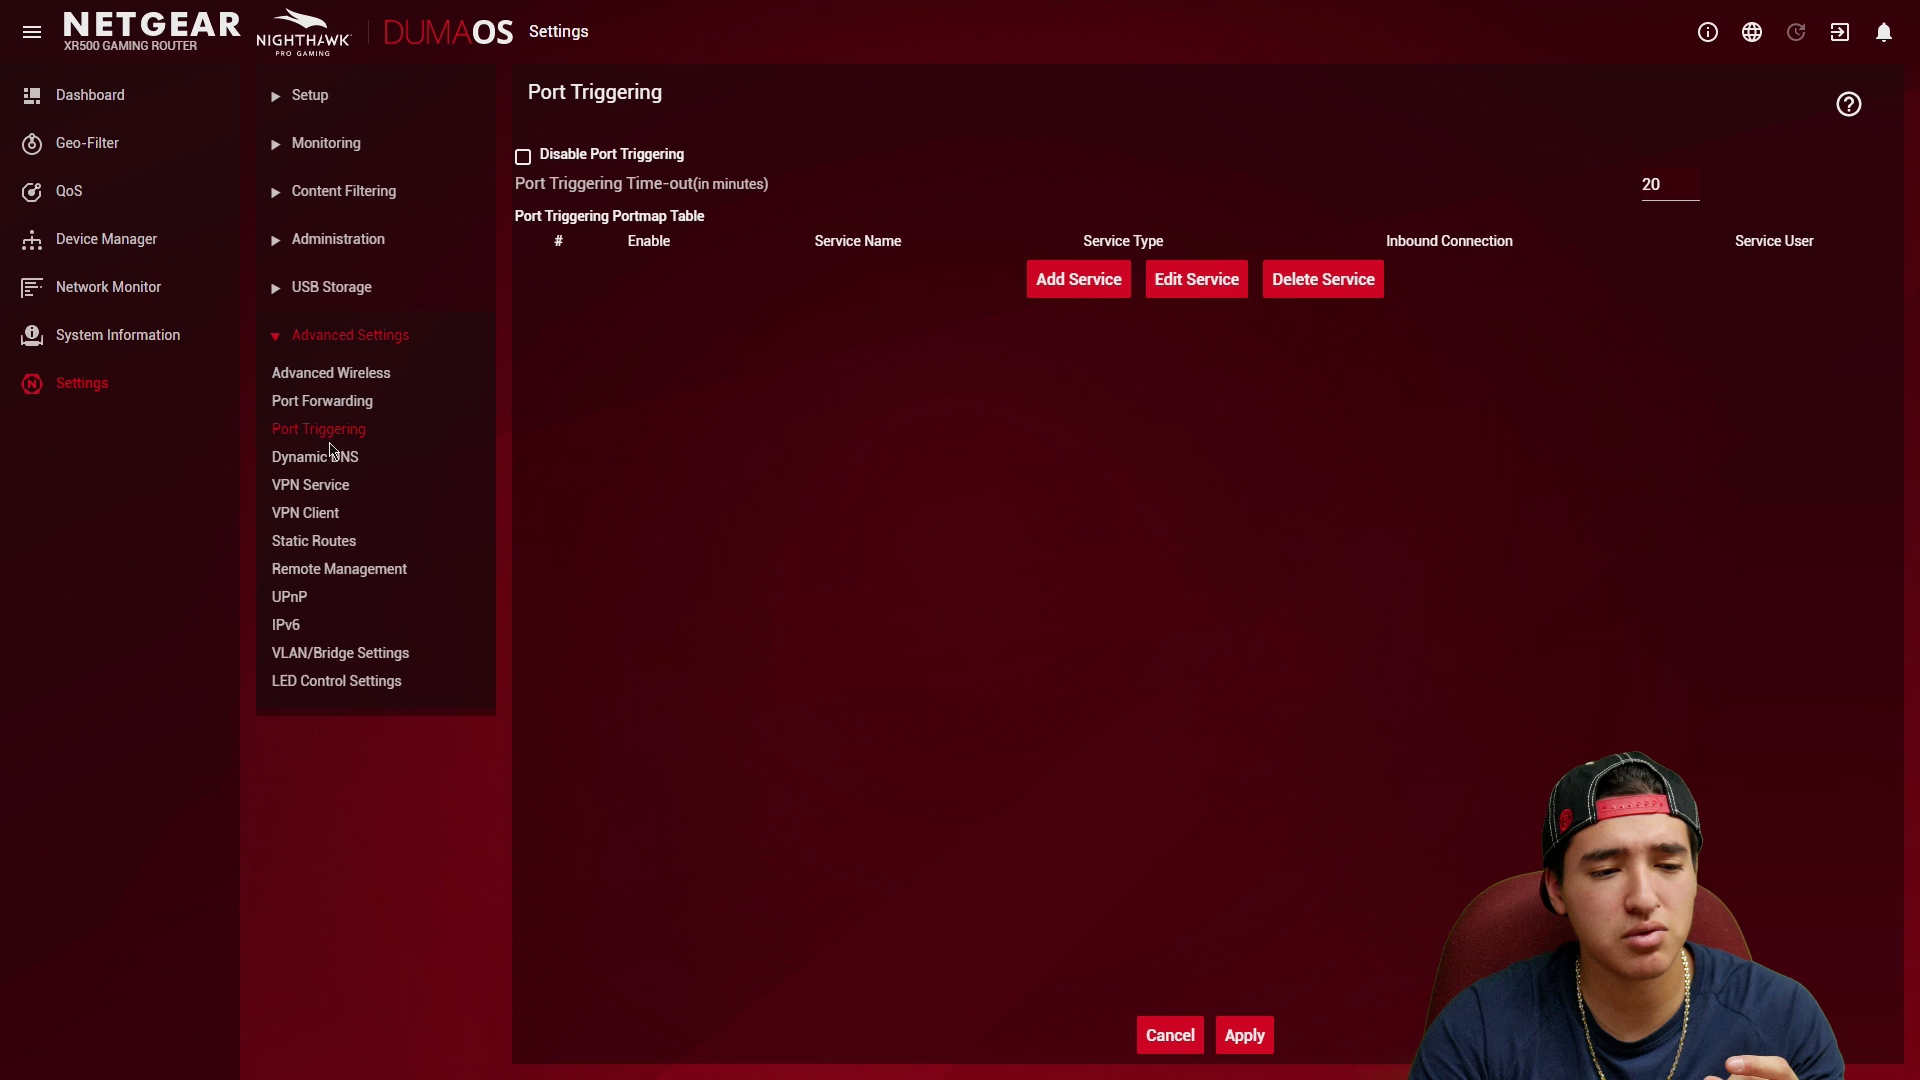 NETGEAR
XR500 GAMING ROUTER
NIGHTHAWK
PRO GAMING
DUMAOS
Settings
Dashboard
Geo-Filter
QoS
Device Manager
Network Monitor
System Information
Settings
Setup
Monitoring
Content Filtering
Administration
USB Storage
Advanced Settings
Advanced Wireless
Port Forwarding
Port Triggering
Dynamic DNS
VPN Service
VPN Client
Static Routes
Remote Management
UPnP
IPv6
VLAN/Bridge Settings
LED Control Settings
Port Triggering
Disable Port Triggering
Port Triggering Time-out(in minutes) 20
Port Triggering Portmap Table
# Enable Service Name Service Type Inbound Connection Service User
Add Service Edit Service Delete Service
Cancel Apply